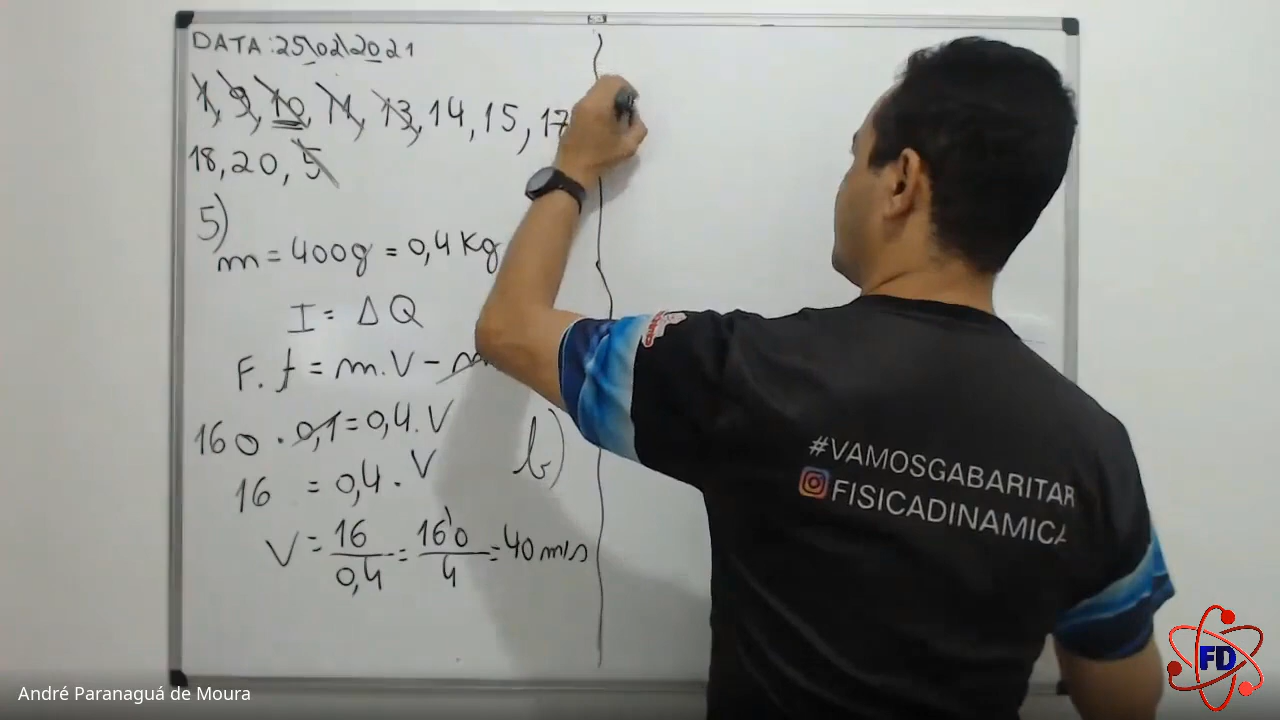 DATA: 25\02\2021
1, 9, 10, 11, 13, 14, 15, 17
18, 20, 5
5)
m = 400g = 0,4 Kg
I = ΔQ
F. t = m.V - m
160 . 0,1 = 0,4. V
16 = 0,4 . V
b)
V = 16/0,4 = 160/4 = 40 m/s
#VAMOSGABARITAR
FISICADINAMICA
FD
André Paranaguá de Moura